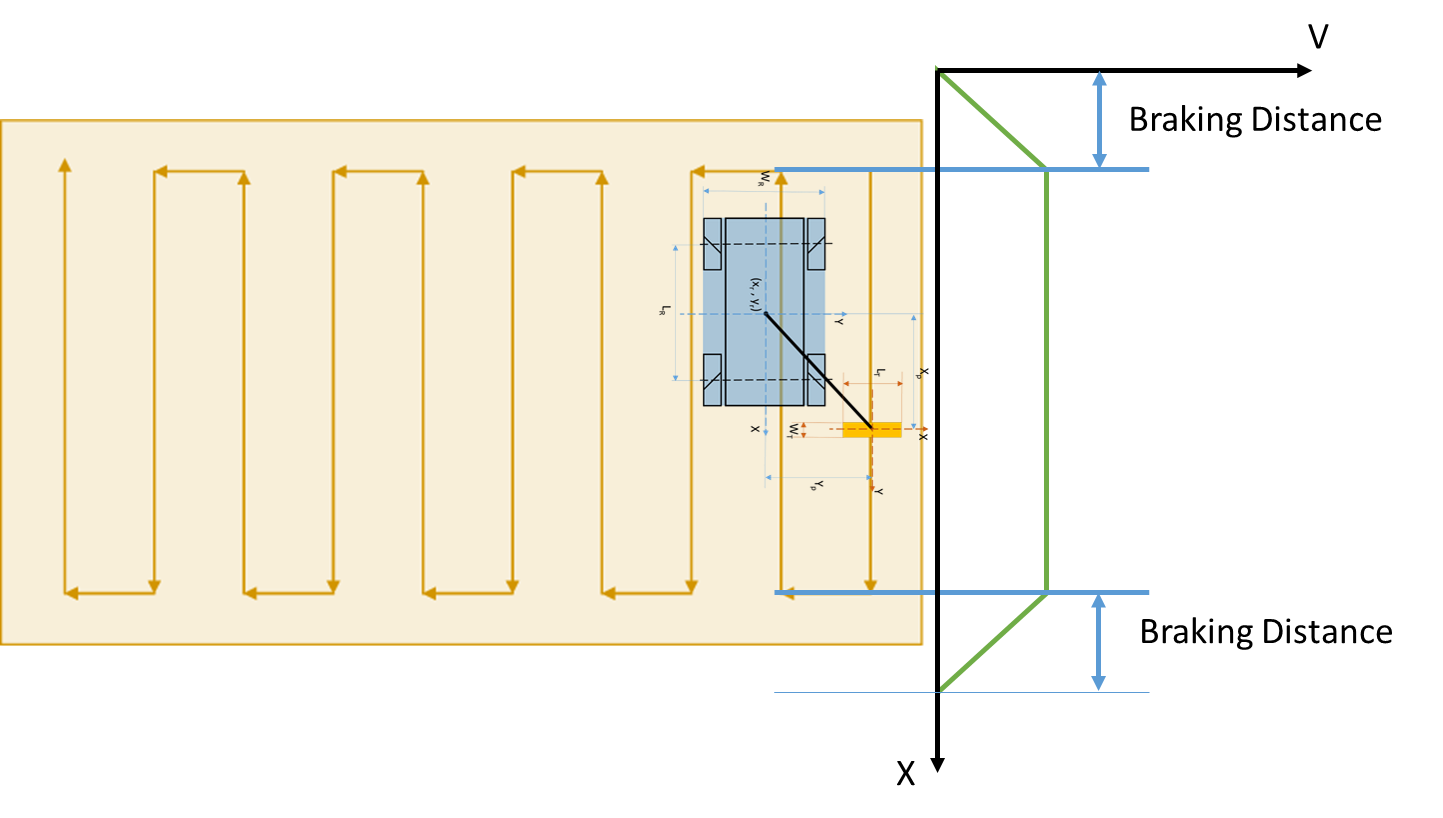 V
Braking Distance
W_R
(x_r , y_r)
L_R
Y
X_p
L_T
X
W_T
X
Y_p
Y
Braking Distance
X